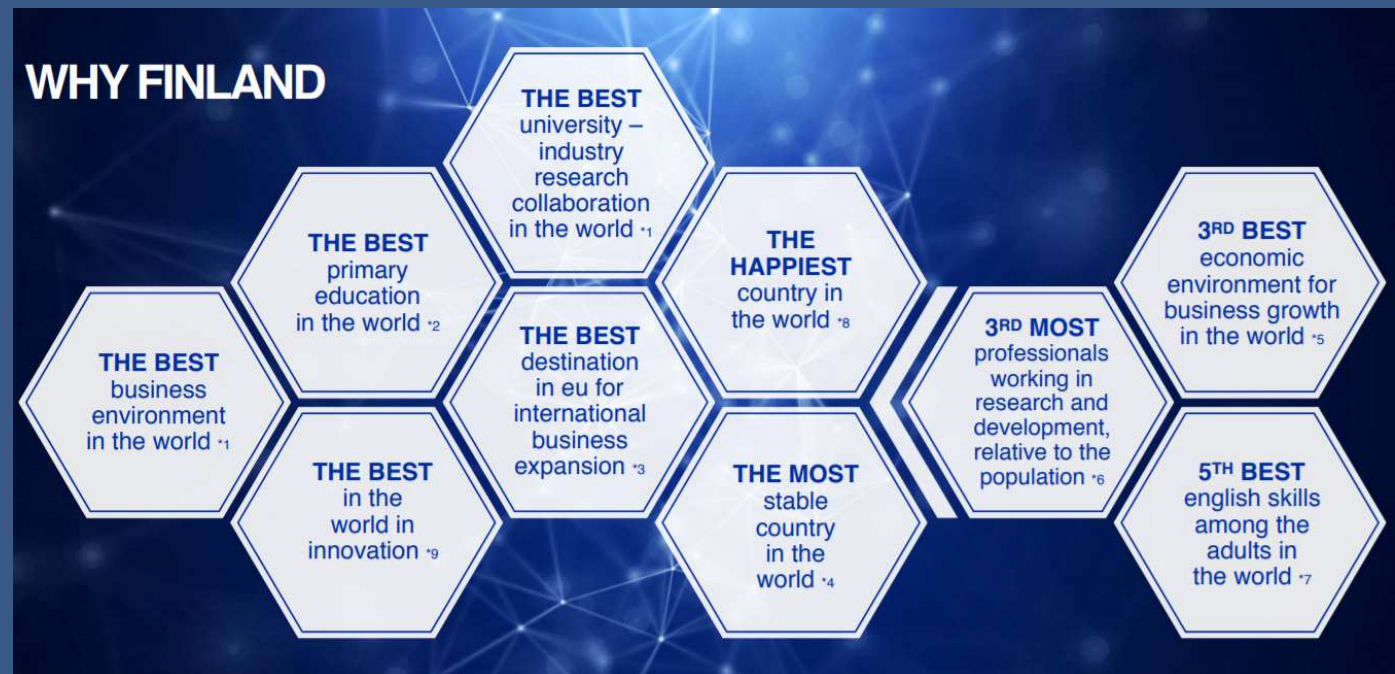 WHY FINLAND
THE BEST
university –
industry
research
collaboration
in the world *1
THE BEST
primary
education
in the world *2
THE
HAPPIEST
country in
the world *8
3RD BEST
economic
environment for
business growth
in the world *5
THE BEST
business
environment
in the world *1
THE BEST
destination
in eu for
international
business
expansion *3
3RD MOST
professionals
working in
research and
development,
relative to the
population *6
THE BEST
in the
world in
innovation *9
THE MOST
stable
country
in the
world *4
5TH BEST
english skills
among the
adults in
the world *7